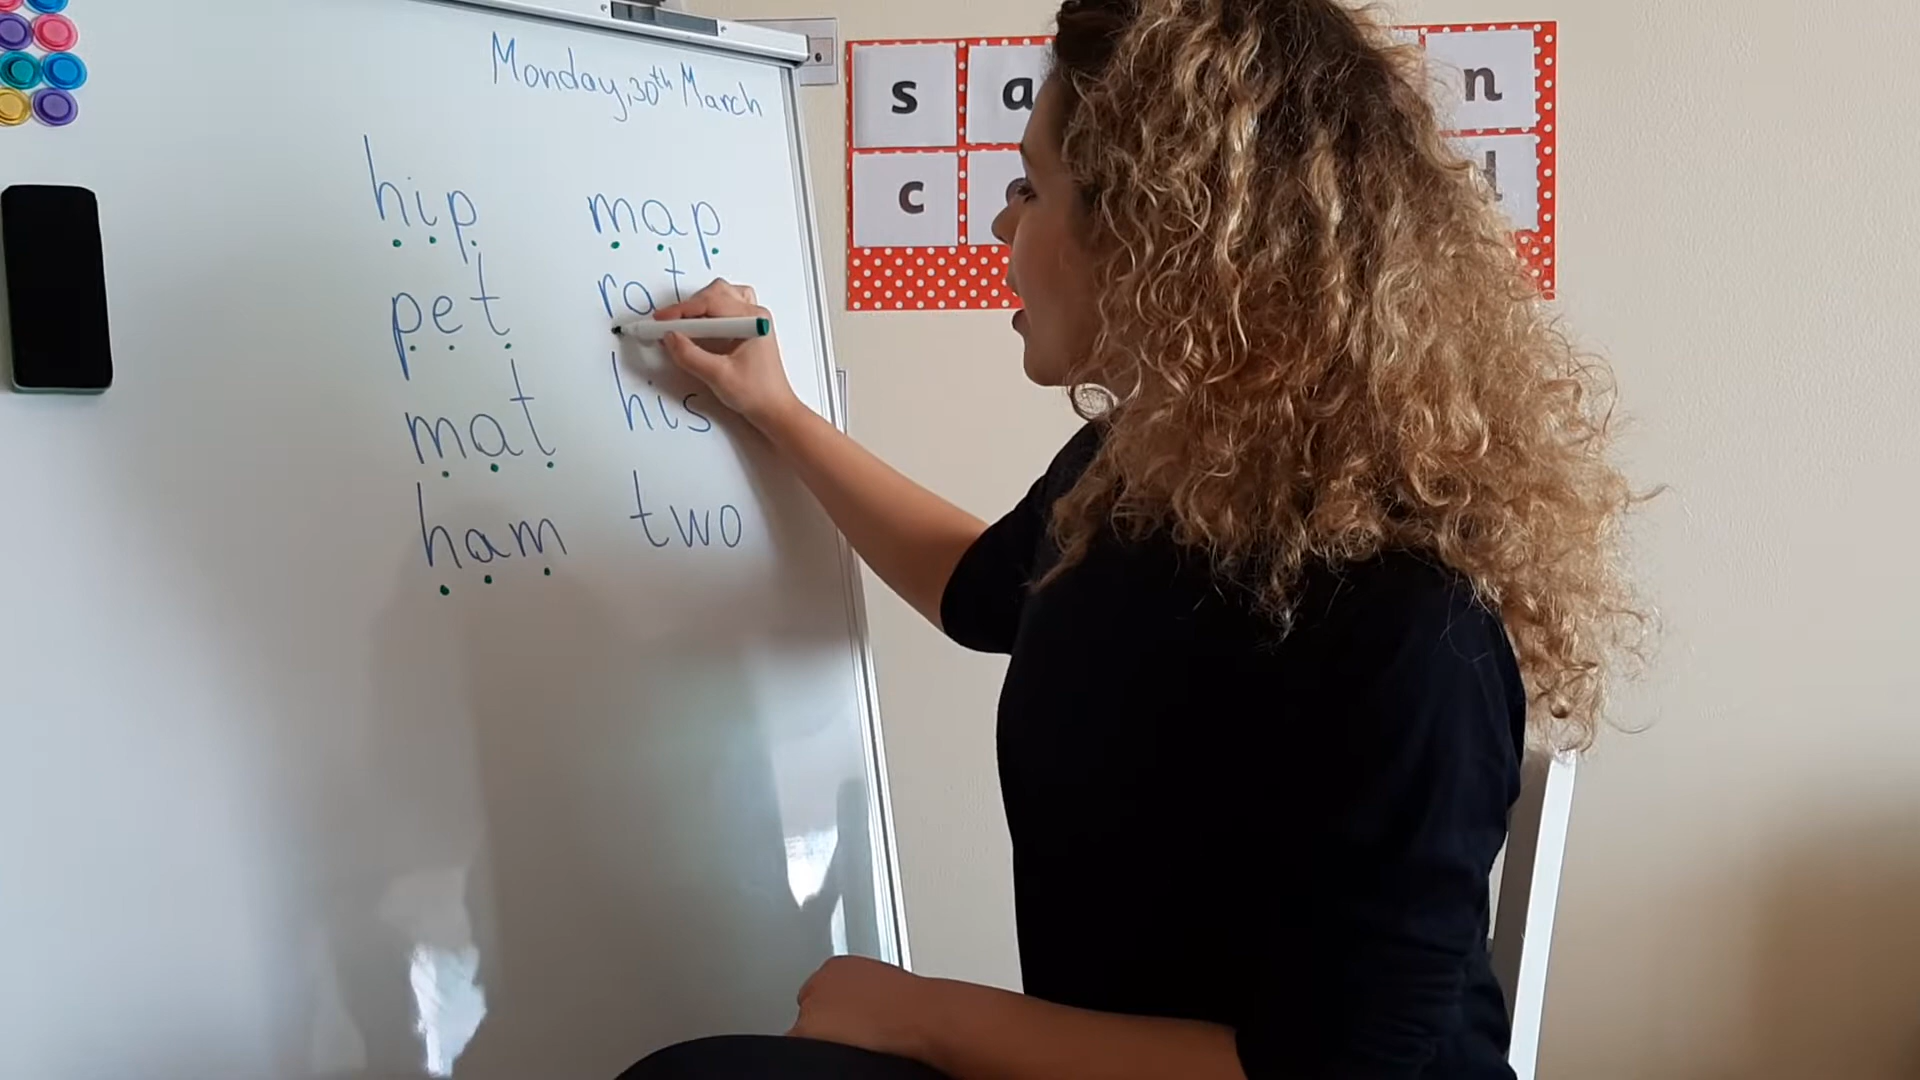 Monday, 30th March
hip map
pet rat
mat his
ham two
s a n
c